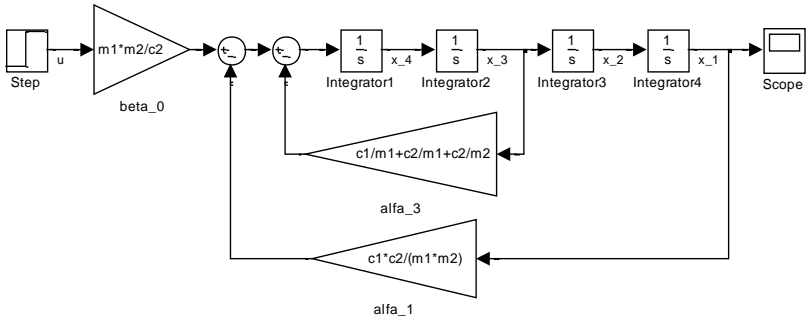 m1*m2/c2
1
s
1
s
1
s
1
s
u
x_4
x_3
x_2
x_1
Step
beta_0
Integrator1
Integrator2
Integrator3
Integrator4
Scope
c1/m1+c2/m1+c2/m2
alfa_3
c1*c2/(m1*m2)
alfa_1